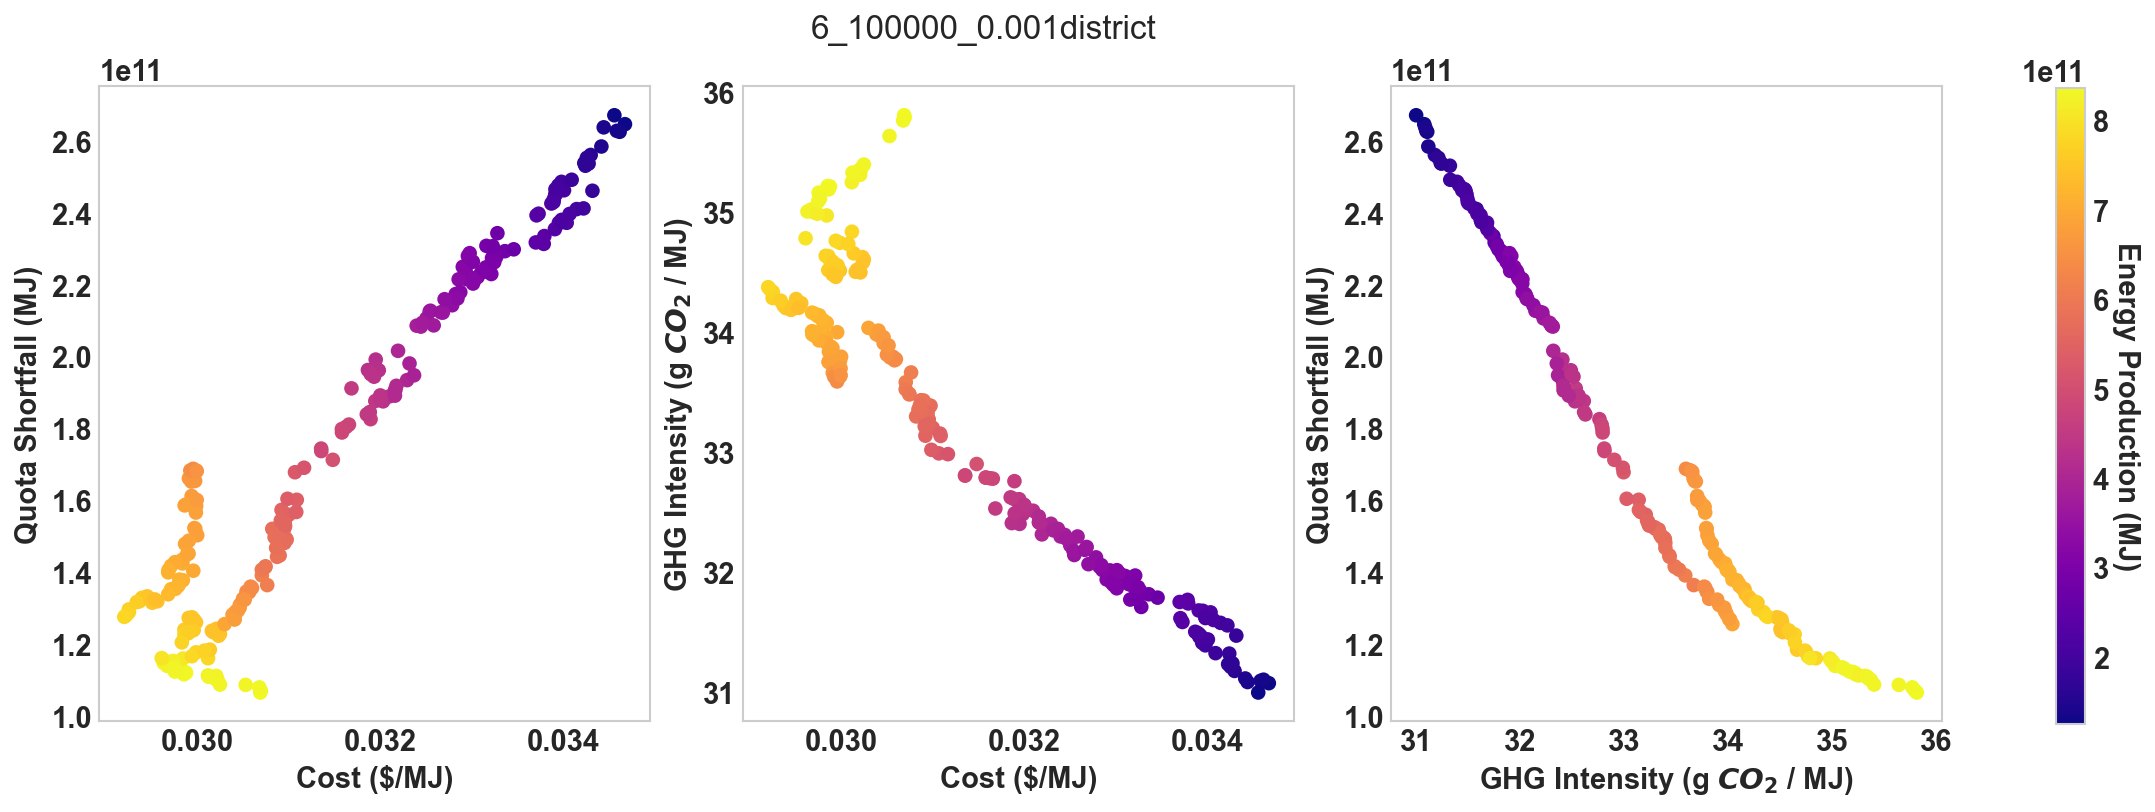 6_100000_0.001district
1e11
2.6
2.4
2.2
2.0
1.8
1.6
1.4
1.2
1.0
Quota Shortfall (MJ)
0.030 0.032 0.034
Cost ($/MJ)
36
35
34
33
32
31
GHG Intensity (g CO₂ / MJ)
0.030 0.032 0.034
Cost ($/MJ)
1e11
2.6
2.4
2.2
2.0
1.8
1.6
1.4
1.2
1.0
Quota Shortfall (MJ)
31 32 33 34 35 36
GHG Intensity (g CO₂ / MJ)
1e11
8
7
6
5
4
3
2
Energy Production (MJ)